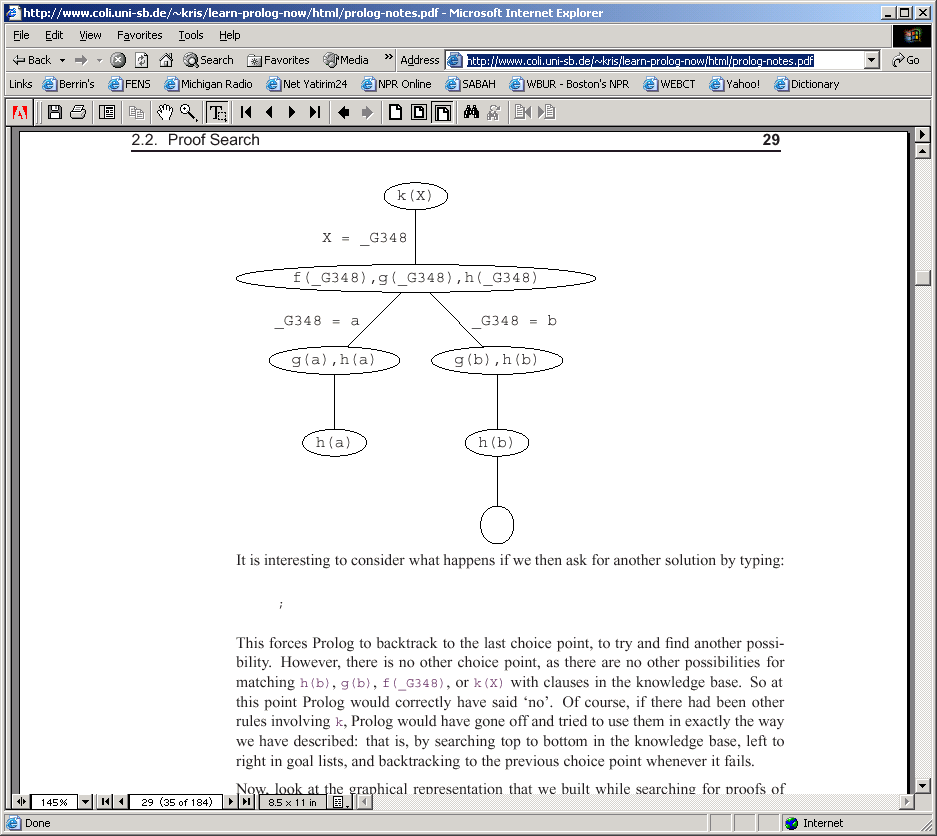 http://www.coli.uni-sb.de/~kris/learn-prolog-now/html/prolog-notes.pdf - Microsoft Internet Explorer
File Edit View Favorites Tools Help
Back Search Favorites Media » Address http://www.coli.uni-sb.de/~kris/learn-prolog-now/html/prolog-notes.pdf Go
Links Berrin's FENS Michigan Radio Net Yatirim24 NPR Online SABAH WBUR - Boston's NPR WEBCT Yahoo! Dictionary
2.2. Proof Search 29
k(X)
X = _G348
f(_G348),g(_G348),h(_G348)
_G348 = a _G348 = b
g(a),h(a) g(b),h(b)
h(a) h(b)
It is interesting to consider what happens if we then ask for another solution by typing:
;
This forces Prolog to backtrack to the last choice point, to try and find another possi-
bility. However, there is no other choice point, as there are no other possibilities for
matching h(b), g(b), f(_G348), or k(X) with clauses in the knowledge base. So at
this point Prolog would correctly have said ‘no’. Of course, if there had been other
rules involving k, Prolog would have gone off and tried to use them in exactly the way
we have described: that is, by searching top to bottom in the knowledge base, left to
right in goal lists, and backtracking to the previous choice point whenever it fails.
Now, look at the graphical representation that we built while searching for proofs of
145% 29 (35 of 184) 8.5 x 11 in
Done Internet